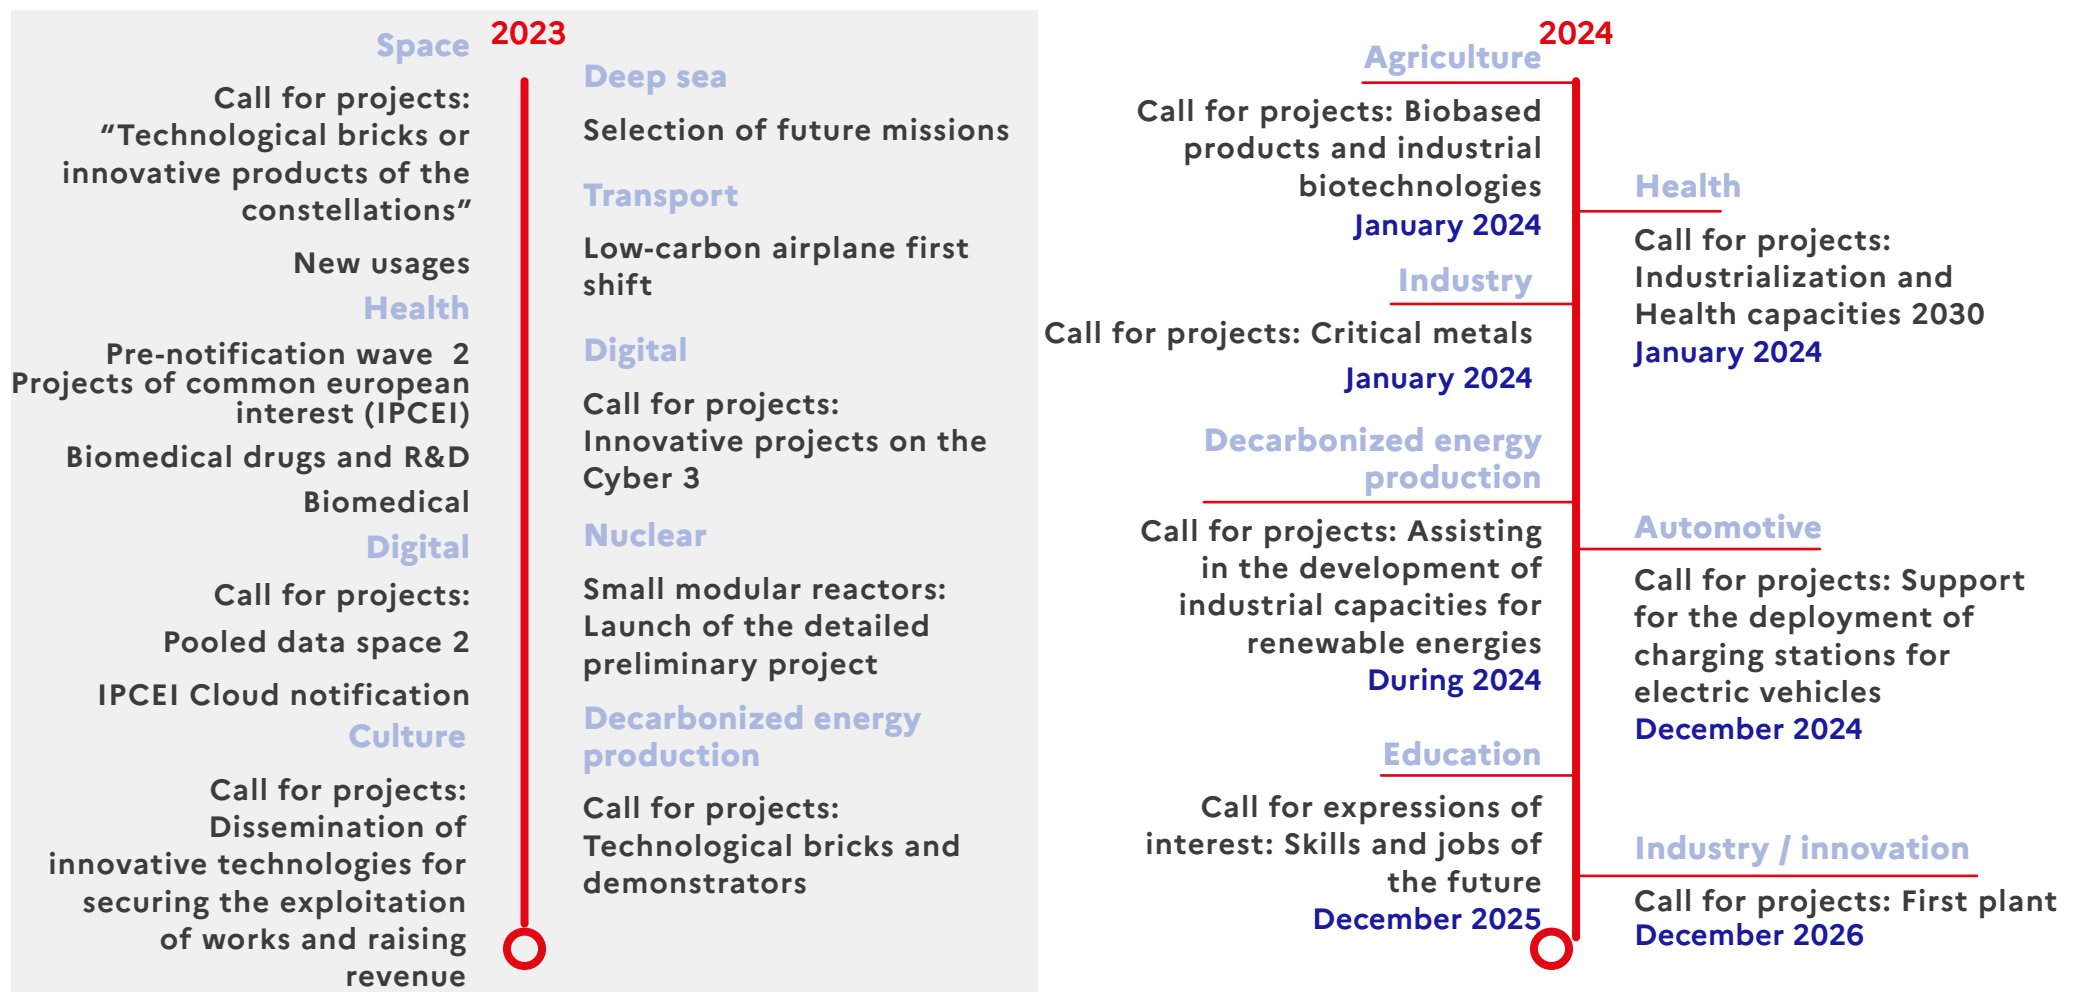 2023
Space
Call for projects:
“Technological bricks or
innovative products of the
constellations”
New usages
Health
Pre-notification wave 2
Projects of common european
interest (IPCEI)
Biomedical drugs and R&D
Biomedical
Digital
Call for projects:
Pooled data space 2
IPCEI Cloud notification
Culture
Call for projects:
Dissemination of
innovative technologies for
securing the exploitation
of works and raising
revenue
Deep sea
Selection of future missions
Transport
Low-carbon airplane first
shift
Digital
Call for projects:
Innovative projects on the
Cyber 3
Nuclear
Small modular reactors:
Launch of the detailed
preliminary project
Decarbonized energy
production
Call for projects:
Technological bricks and
demonstrators
2024
Agriculture
Call for projects: Biobased
products and industrial
biotechnologies
January 2024
Industry
Call for projects: Critical metals
January 2024
Decarbonized energy
production
Call for projects: Assisting
in the development of
industrial capacities for
renewable energies
During 2024
Education
Call for expressions of
interest: Skills and jobs of
the future
December 2025
Health
Call for projects:
Industrialization and
Health capacities 2030
January 2024
Automotive
Call for projects: Support
for the deployment of
charging stations for
electric vehicles
December 2024
Industry / innovation
Call for projects: First plant
December 2026